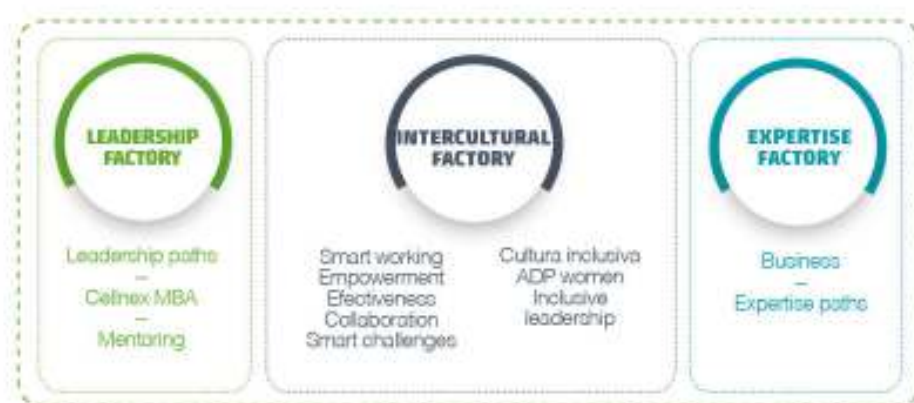 LEADERSHIP
FACTORY
Leadership paths
–
Cellnex MBA
–
Mentoring
INTERCULTURAL
FACTORY
Smart working
Empowerment
Efectiveness
Collaboration
Smart challenges
Cultura inclusiva
ADP women
Inclusive
leadership
EXPERTISE
FACTORY
Business
–
Expertise paths